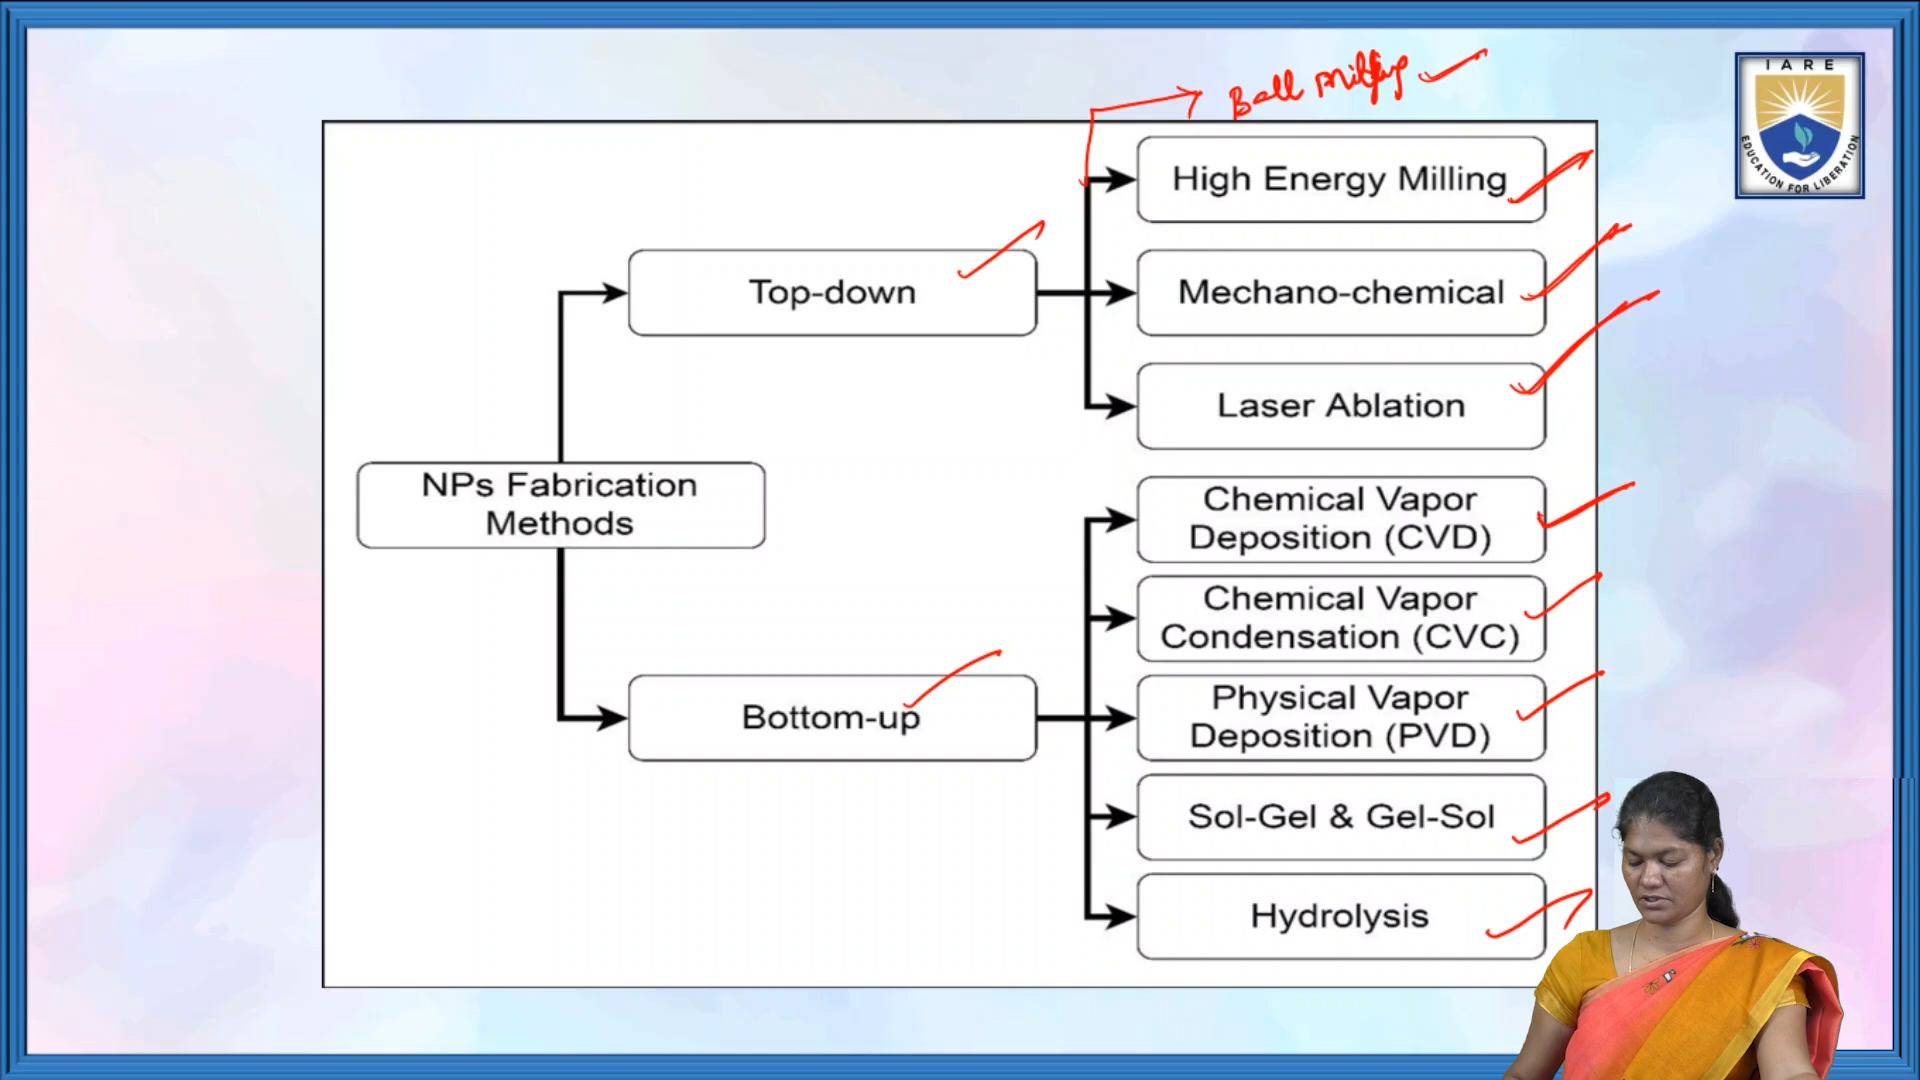 Ball Milling
IARE
EDUCATION FOR LIBERATION
High Energy Milling
Top-down
Mechano-chemical
Laser Ablation
NPs Fabrication
Methods
Chemical Vapor
Deposition (CVD)
Chemical Vapor
Condensation (CVC)
Bottom-up
Physical Vapor
Deposition (PVD)
Sol-Gel & Gel-Sol
Hydrolysis